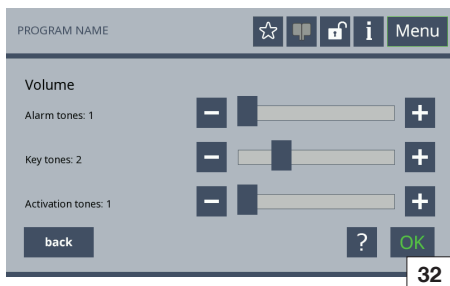 PROGRAM NAME
i Menu
Volume
Alarm tones: 1
− +
Key tones: 2
− +
Activation tones: 1
− +
back ? OK
32